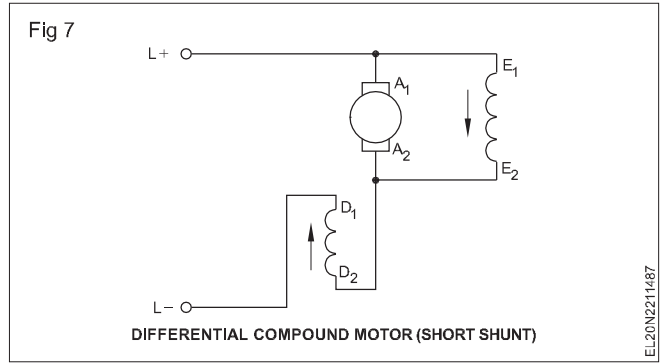 Fig 7
L+
A1
E1
A2
E2
D1
D2
L−
DIFFERENTIAL COMPOUND MOTOR (SHORT SHUNT)
EL20N2211487